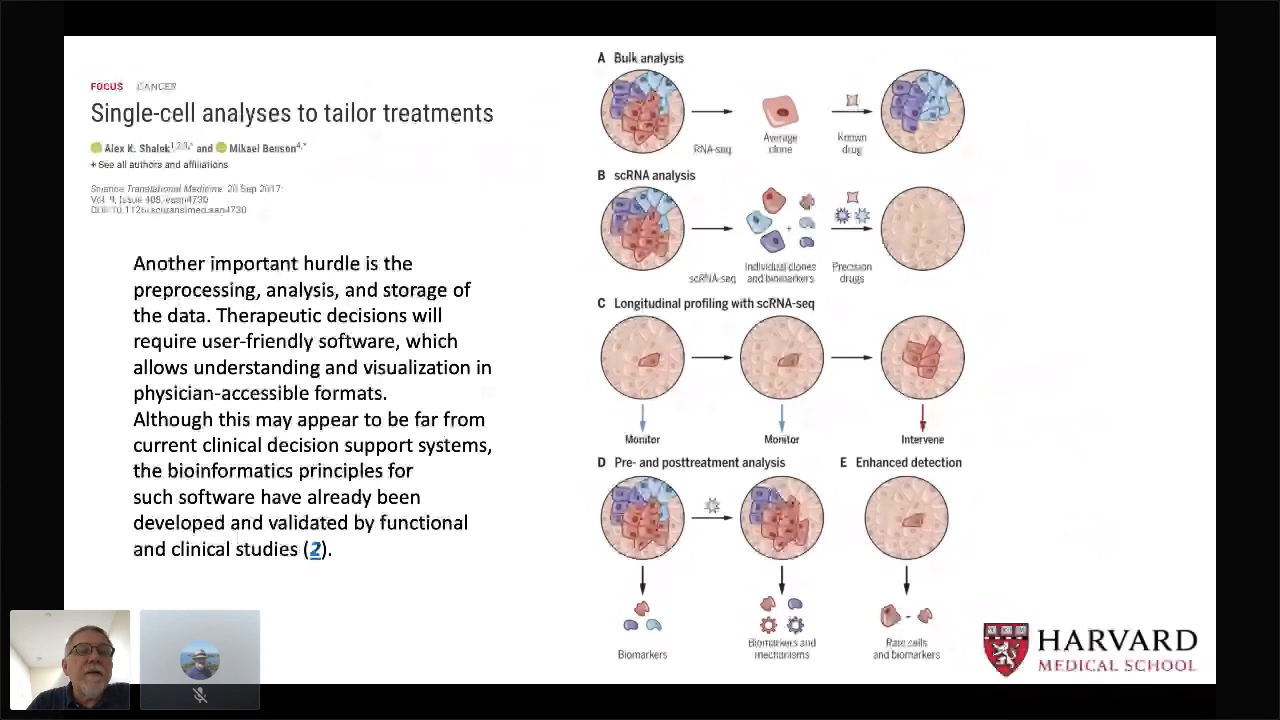 FOCUS CANCER
Single-cell analyses to tailor treatments
Alex K. Shalek1,2,3,* and Mikael Benson4,*
+ See all authors and affiliations
Science Translational Medicine 20 Sep 2017:
Vol. 9, Issue 408,
Another important hurdle is the
preprocessing, analysis, and storage of
the data. Therapeutic decisions will
require user-friendly software, which
allows understanding and visualization in
physician-accessible formats.
Although this may appear to be far from
current clinical decision support systems,
the bioinformatics principles for
such software have already been
developed and validated by functional
and clinical studies (2).
A Bulk analysis
RNA-seq
Average
clone
Known
drug
B scRNA analysis
scRNA-seq
Individual clones
and biomarkers
Precision
drugs
C Longitudinal profiling with scRNA-seq
Monitor
Monitor
Intervene
D Pre- and posttreatment analysis
Biomarkers
Biomarkers and
mechanisms
E Enhanced detection
Rare cells
and biomarkers
HARVARD
MEDICAL SCHOOL